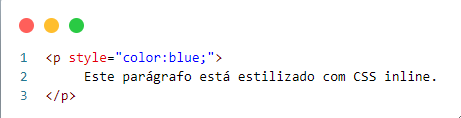 1 <p style="color:blue;">
2 Este parágrafo está estilizado com CSS inline.
3 </p>